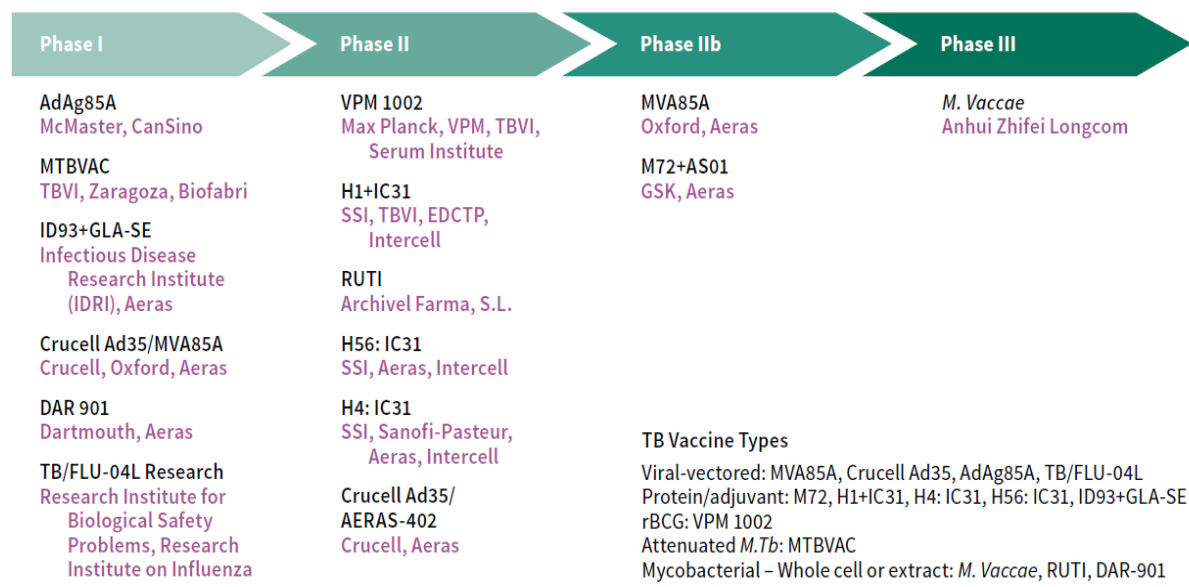 Phase I
Phase II
Phase IIb
Phase III
AdAg85A
McMaster, CanSino
MTBVAC
TBVI, Zaragoza, Biofabri
ID93+GLA-SE
Infectious Disease
Research Institute
(IDRI), Aeras
Crucell Ad35/MVA85A
Crucell, Oxford, Aeras
DAR 901
Dartmouth, Aeras
TB/FLU-04L Research
Research Institute for
Biological Safety
Problems, Research
Institute on Influenza
VPM 1002
Max Planck, VPM, TBVI,
Serum Institute
H1+IC31
SSI, TBVI, EDCTP,
Intercell
RUTI
Archivel Farma, S.L.
H56: IC31
SSI, Aeras, Intercell
H4: IC31
SSI, Sanofi-Pasteur,
Aeras, Intercell
Crucell Ad35/
AERAS-402
Crucell, Aeras
MVA85A
Oxford, Aeras
M72+AS01
GSK, Aeras
M. Vaccae
Anhui Zhifei Longcom
TB Vaccine Types
Viral-vectored: MVA85A, Crucell Ad35, AdAg85A, TB/FLU-04L
Protein/adjuvant: M72, H1+IC31, H4: IC31, H56: IC31, ID93+GLA-SE
rBCG: VPM 1002
Attenuated M.Tb: MTBVAC
Mycobacterial – Whole cell or extract: M. Vaccae, RUTI, DAR-901